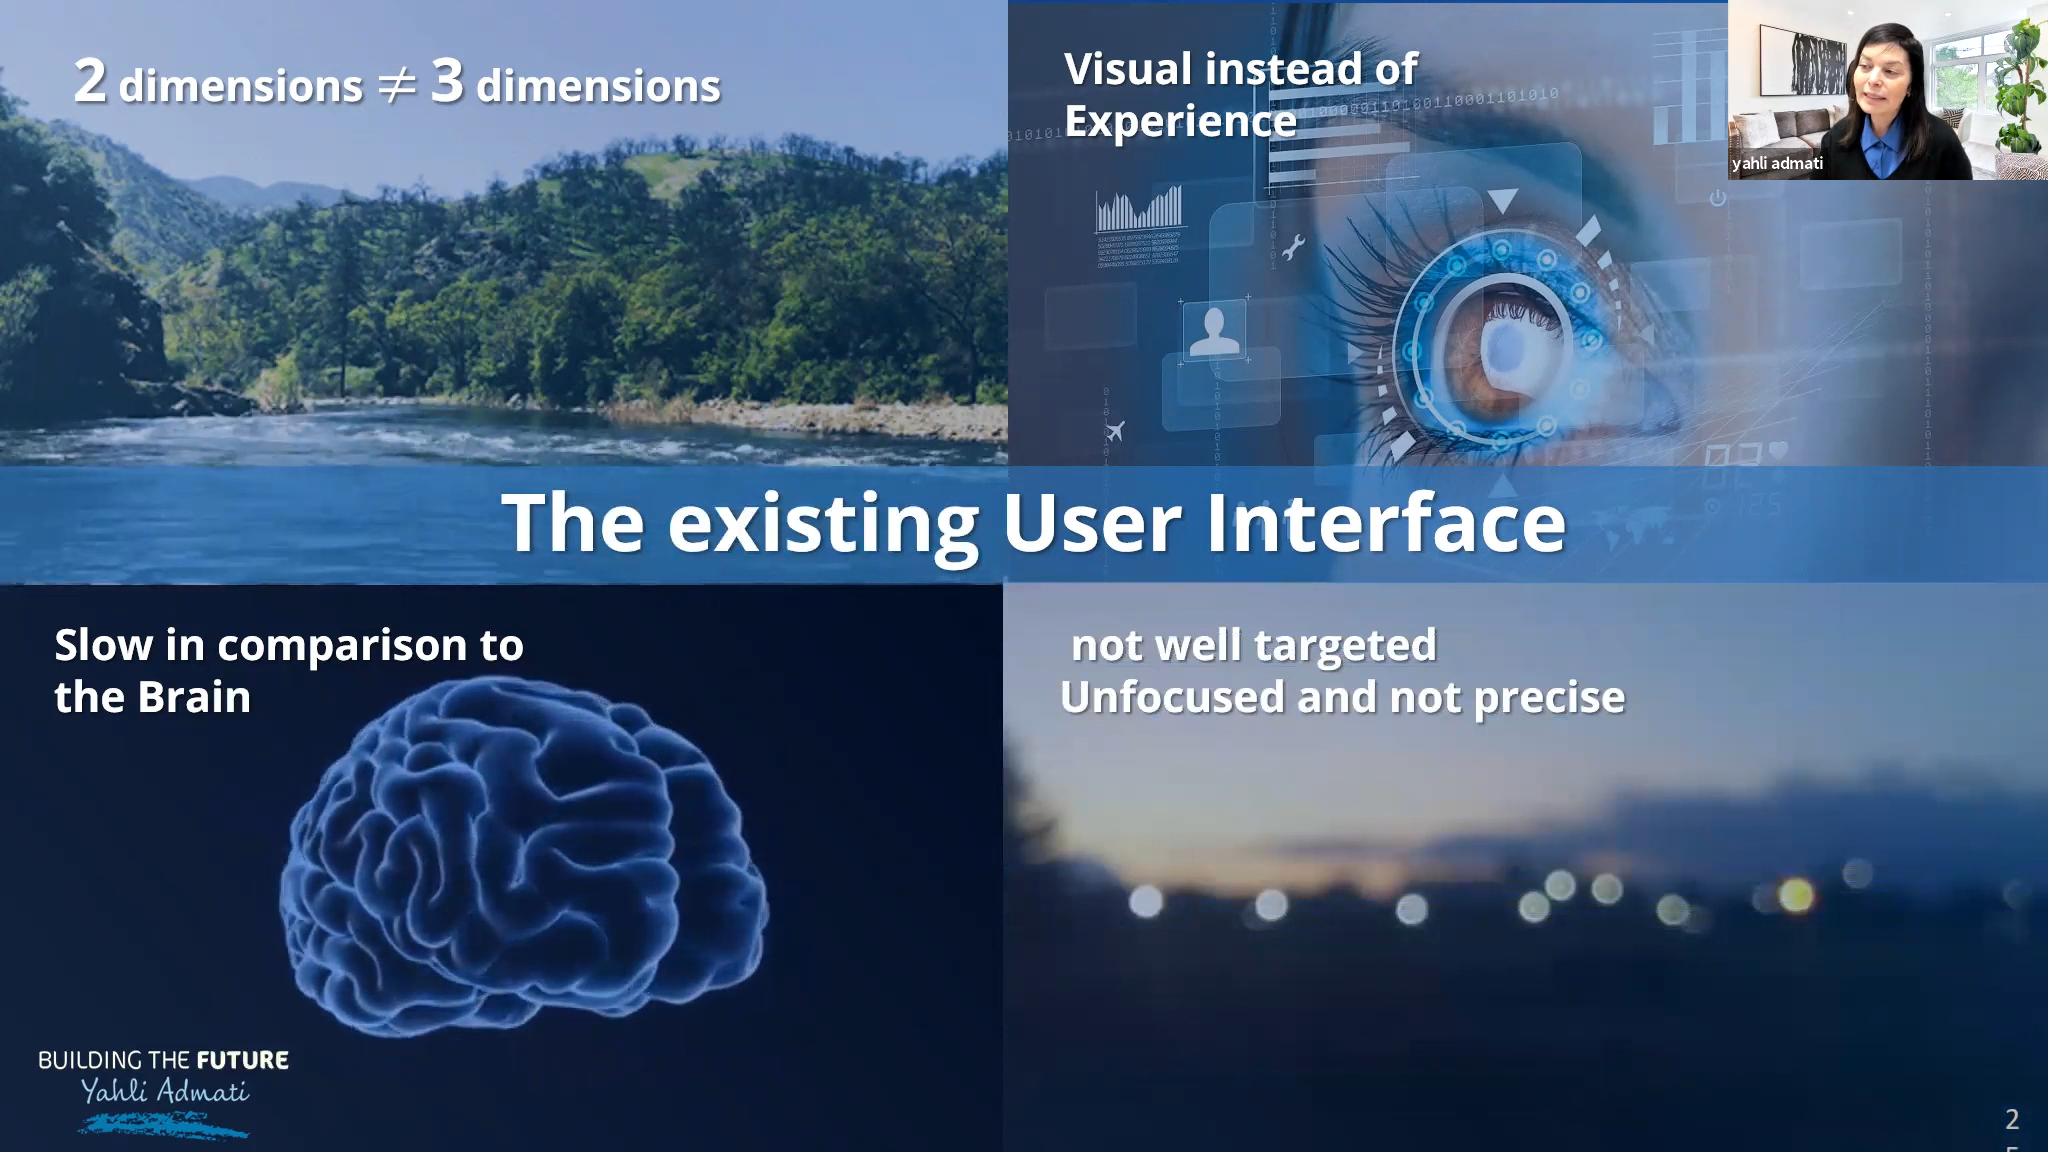 2 dimensions ≠ 3 dimensions
Visual instead of
Experience
yahli admati
The existing User Interface
Slow in comparison to
the Brain
not well targeted
Unfocused and not precise
BUILDING THE FUTURE
Yahli Admati
2